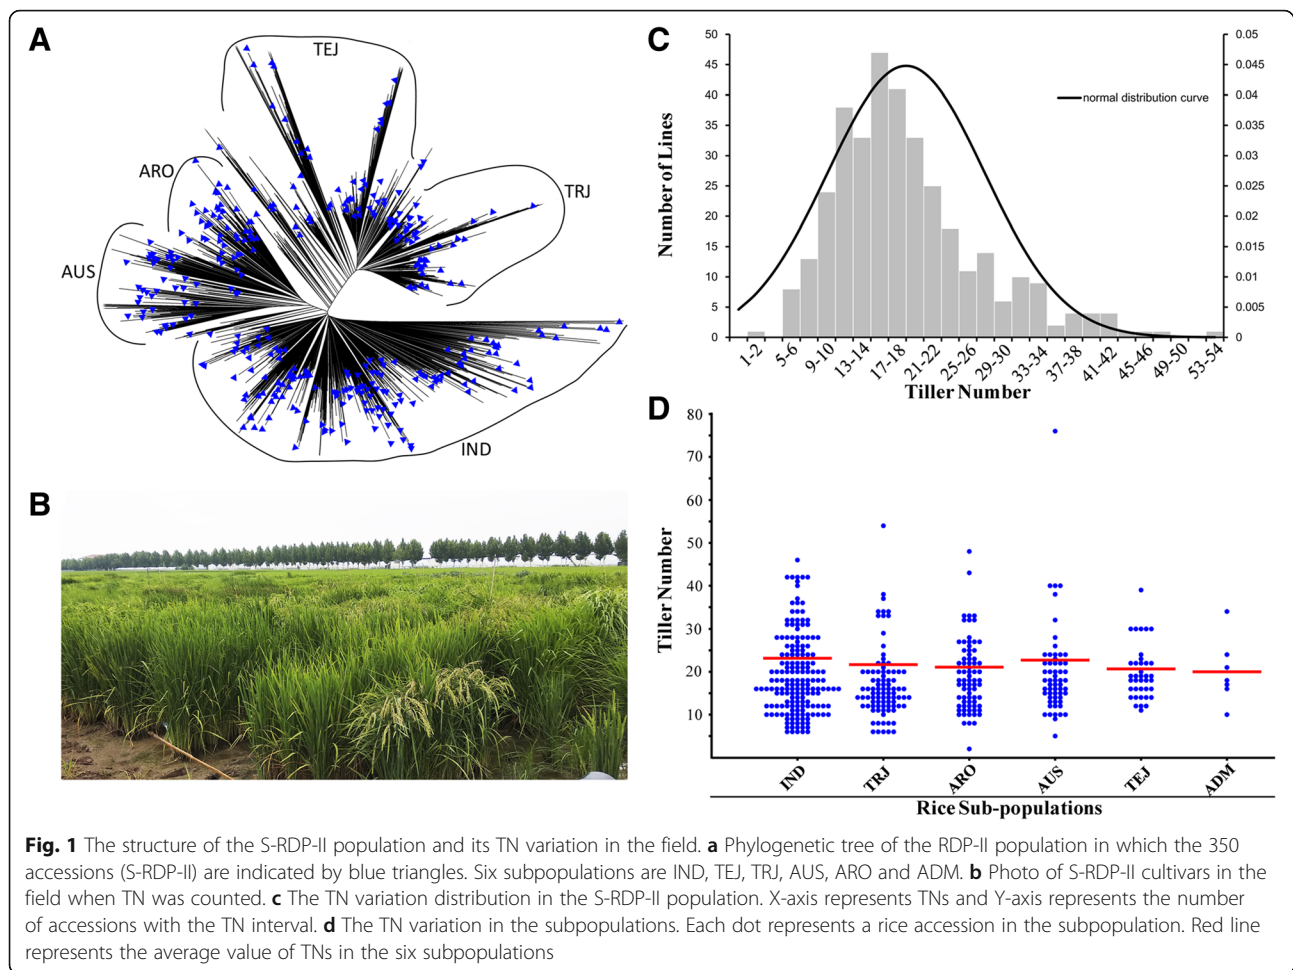 A
TEJ
ARO
TRJ
AUS
IND
B
C
50
45
40
35
30
25
20
15
10
5
0
Number of Lines
0.05
0.045
0.04
0.035
0.03
0.025
0.02
0.015
0.01
0.005
0
normal distribution curve
1-2
5-6
9-10
13-14
17-18
21-22
25-26
29-30
33-34
37-38
41-42
45-46
49-50
53-54
Tiller Number
D
80
70
60
50
40
30
20
10
Tiller Number
IND
TRJ
ARO
AUS
TEJ
ADM
Rice Sub-populations
Fig. 1 The structure of the S-RDP-II population and its TN variation in the field. a Phylogenetic tree of the RDP-II population in which the 350
accessions (S-RDP-II) are indicated by blue triangles. Six subpopulations are IND, TEJ, TRJ, AUS, ARO and ADM. b Photo of S-RDP-II cultivars in the
field when TN was counted. c The TN variation distribution in the S-RDP-II population. X-axis represents TNs and Y-axis represents the number
of accessions with the TN interval. d The TN variation in the subpopulations. Each dot represents a rice accession in the subpopulation. Red line
represents the average value of TNs in the six subpopulations